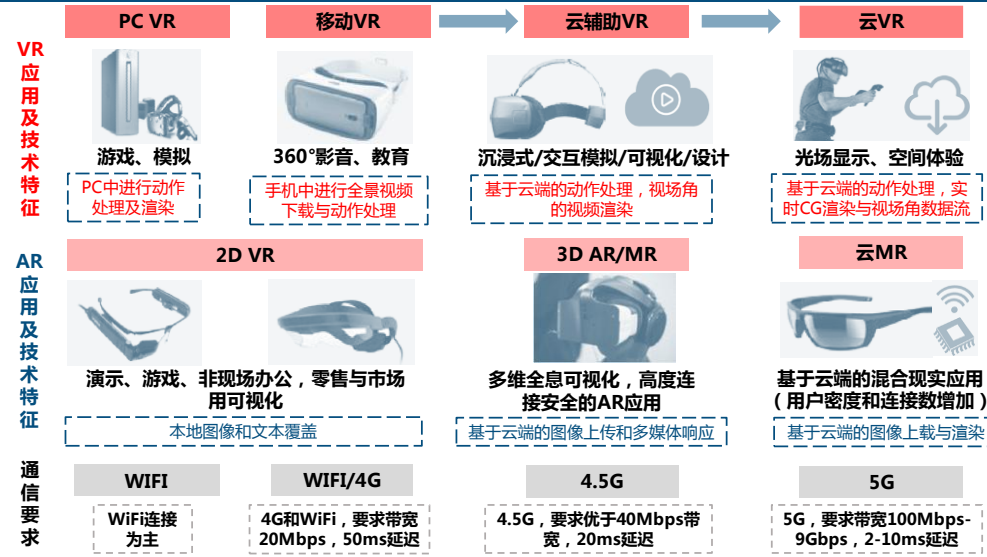 PC VR
移动VR
云辅助VR
云VR
VR应用及技术特征
游戏、模拟
360°影音、教育
沉浸式/交互模拟/可视化/设计
光场显示、空间体验
PC中进行动作
处理及渲染
手机中进行全景视频
下载与动作处理
基于云端的动作处理，视场角
的视频渲染
基于云端的动作处理，实
时CG渲染与视场角数据流
AR应用及技术特征
2D VR
3D AR/MR
云MR
演示、游戏、非现场办公，零售与市场
用可视化
多维全息可视化，高度连
接安全的AR应用
基于云端的混合现实应用
（用户密度和连接数增加）
本地图像和文本覆盖
基于云端的图像上传和多媒体响应
基于云端的图像上载与渲染
通信要求
WIFI
WIFI/4G
4.5G
5G
WiFi连接
为主
4G和WiFi，要求带宽
20Mbps，50ms延迟
4.5G，要求优于40Mbps带
宽，20ms延迟
5G，要求带宽100Mbps-
9Gbps，2-10ms延迟